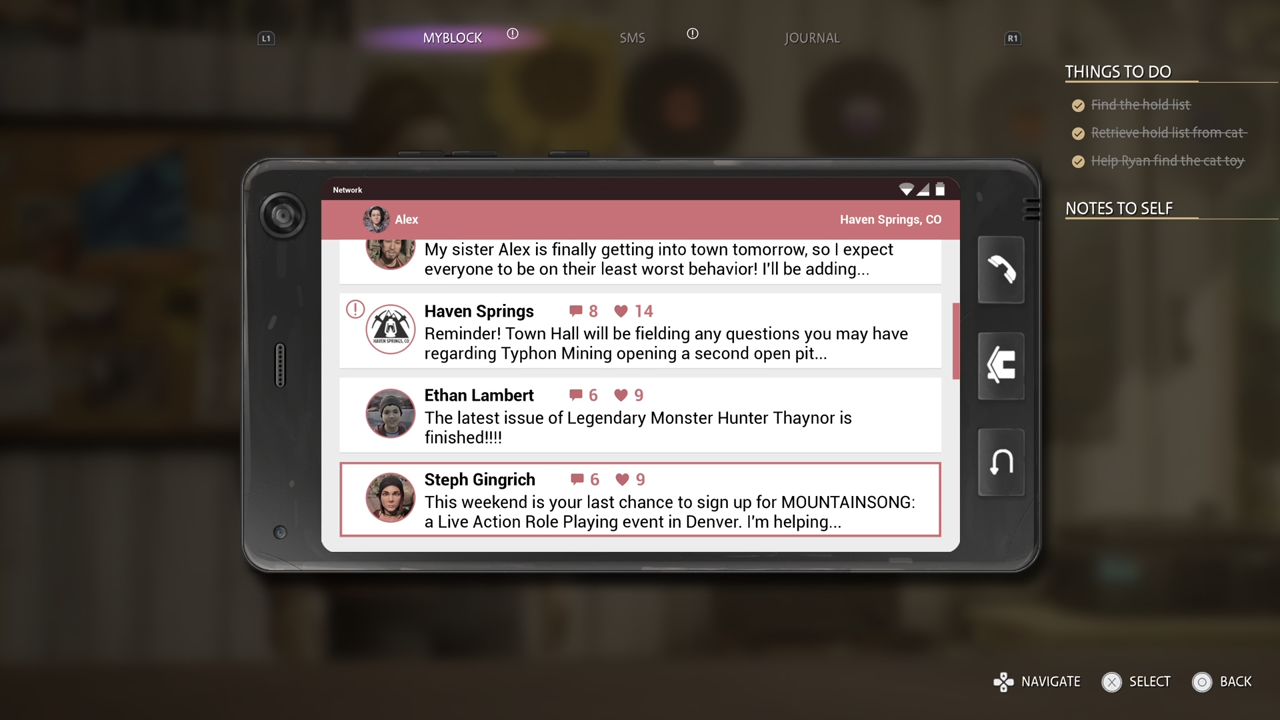 L1
MYBLOCK
SMS
JOURNAL
R1
THINGS TO DO
Find the hold list
Retrieve hold list from cat
Help Ryan find the cat toy
NOTES TO SELF
Network
Alex
Haven Springs, CO
My sister Alex is finally getting into town tomorrow, so I expect
everyone to be on their least worst behavior! I'll be adding...
Haven Springs 8 14
HAVEN SPRINGS, CO
Reminder! Town Hall will be fielding any questions you may have
regarding Typhon Mining opening a second open pit...
Ethan Lambert 6 9
The latest issue of Legendary Monster Hunter Thaynor is
finished!!!!
Steph Gingrich 6 9
This weekend is your last chance to sign up for MOUNTAINSONG:
a Live Action Role Playing event in Denver. I'm helping...
NAVIGATE
SELECT
BACK